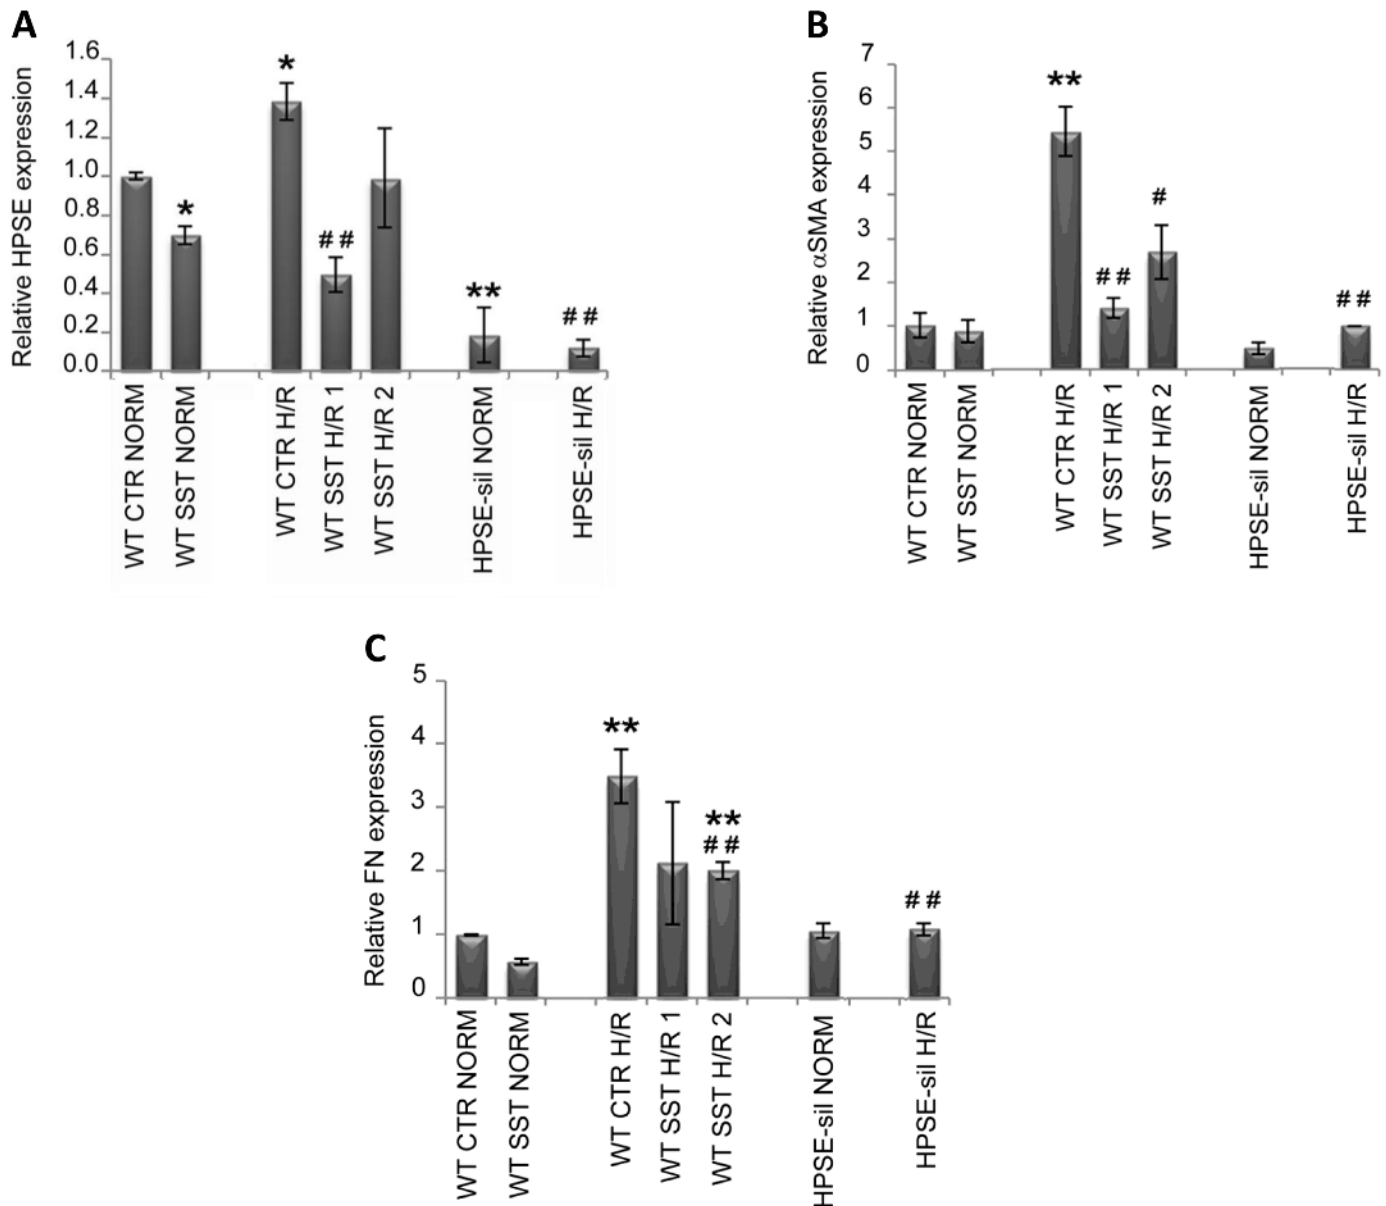 A
Relative HPSE expression
1.6
1.4
1.2
1.0
0.8
0.6
0.4
0.2
0.0
*
*
##
**
##
WT CTR NORM
WT SST NORM
WT CTR H/R
WT SST H/R 1
WT SST H/R 2
HPSE-sil NORM
HPSE-sil H/R
B
Relative αSMA expression
7
6
5
4
3
2
1
0
**
##
#
##
WT CTR NORM
WT SST NORM
WT CTR H/R
WT SST H/R 1
WT SST H/R 2
HPSE-sil NORM
HPSE-sil H/R
C
Relative FN expression
5
4
3
2
1
0
**
**
##
##
WT CTR NORM
WT SST NORM
WT CTR H/R
WT SST H/R 1
WT SST H/R 2
HPSE-sil NORM
HPSE-sil H/R